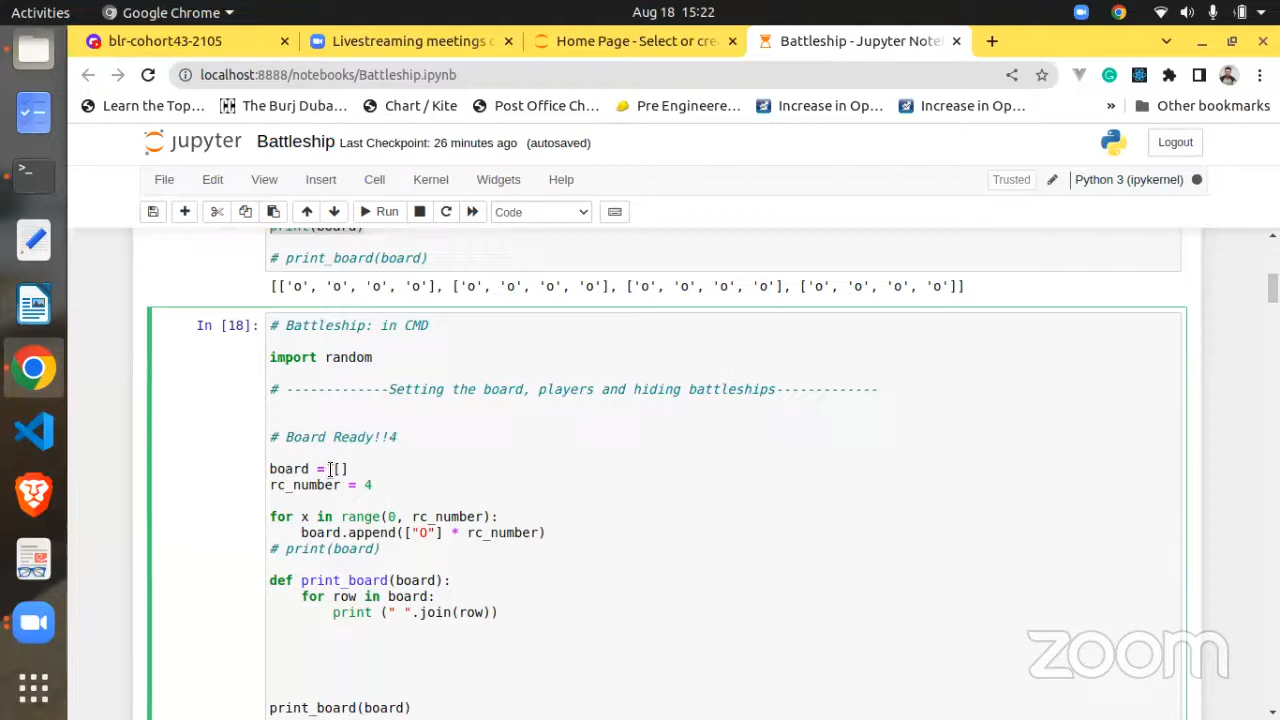 Activities Google Chrome Aug 18 15:22
blr-cohort43-2105 Livestreaming meetings o Home Page - Select or cre Battleship - Jupyter Note
localhost:8888/notebooks/Battleship.ipynb
Learn the Top... The Burj Duba... Chart / Kite Post Office Ch... Pre Engineere... Increase in Op... Increase in Op... » Other bookmarks
jupyter Battleship Last Checkpoint: 26 minutes ago (autosaved) Logout
File Edit View Insert Cell Kernel Widgets Help Trusted Python 3 (ipykernel)
Run Code
print(board)
# print_board(board)
[['o', 'o', 'o', 'o'], ['o', 'o', 'o', 'o'], ['o', 'o', 'o', 'o'], ['o', 'o', 'o', 'o']]
In [18]: # Battleship: in CMD
import random
# -------------Setting the board, players and hiding battleships-------------
# Board Ready!!4
board = []
rc_number = 4
for x in range(0, rc_number):
board.append(["O"] * rc_number)
# print(board)
def print_board(board):
for row in board:
print (" ".join(row))
print_board(board)
zoom